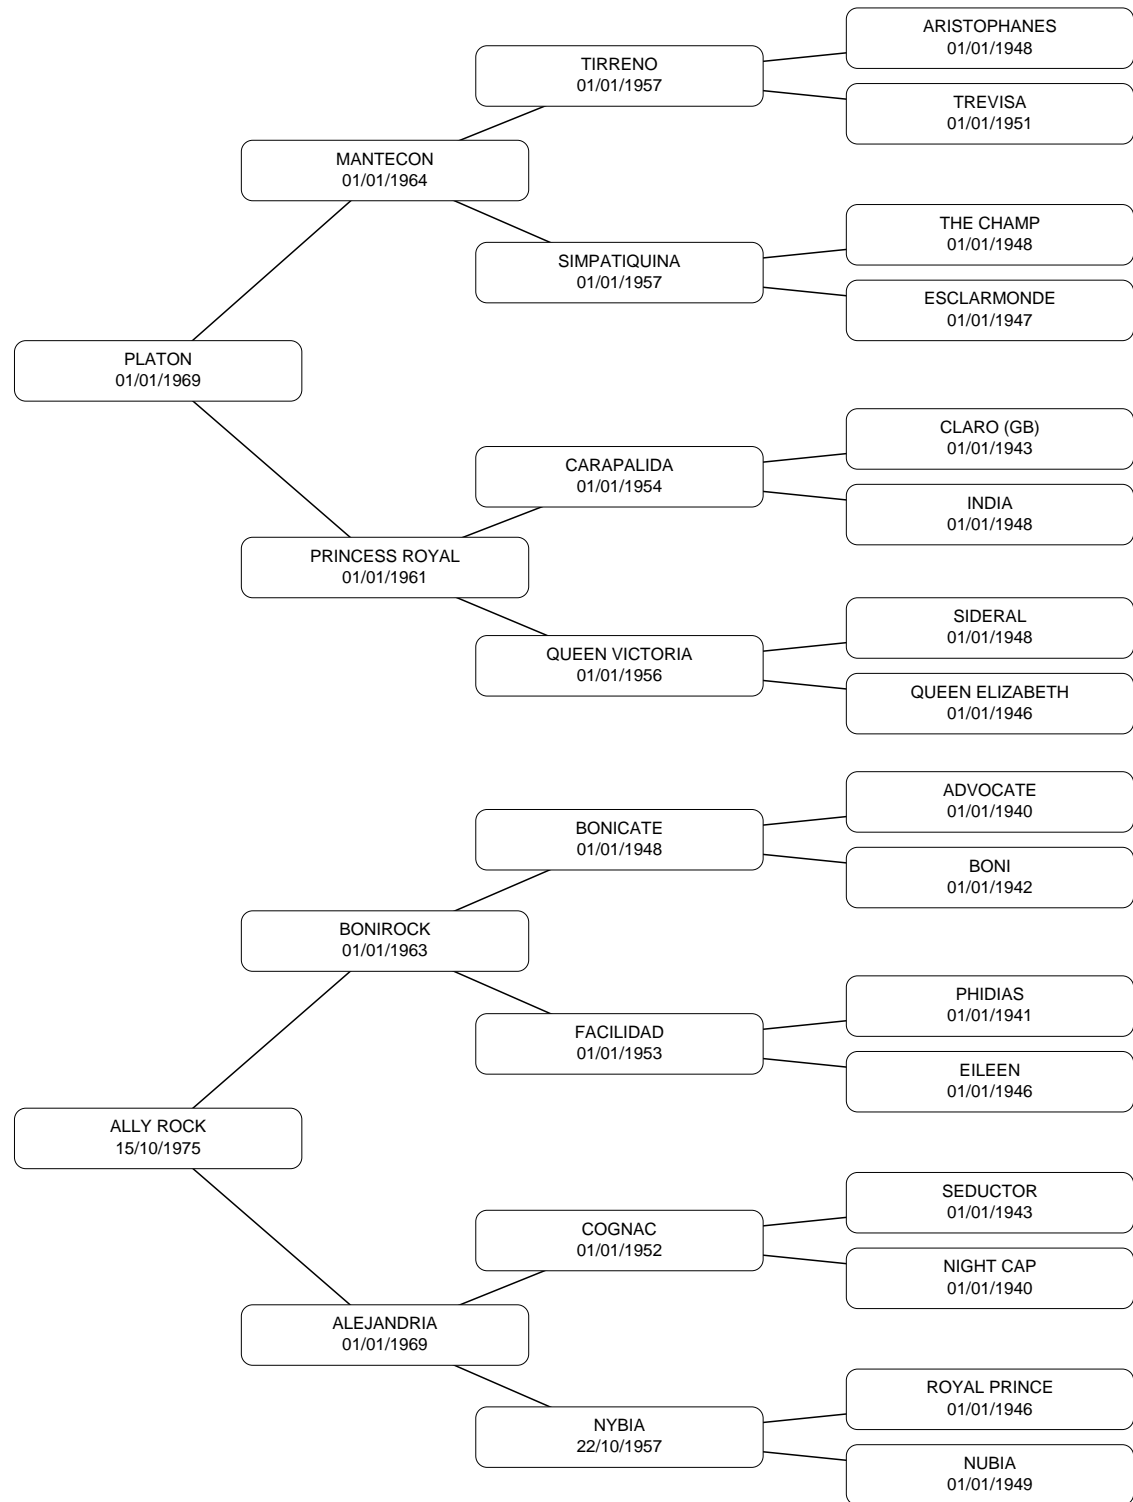 ARISTOPHANES
01/01/1948
TIRRENO
01/01/1957
TREVISA
01/01/1951
MANTECON
01/01/1964
THE CHAMP
01/01/1948
SIMPATIQUINA
01/01/1957
ESCLARMONDE
01/01/1947
PLATON
01/01/1969
CLARO (GB)
01/01/1943
CARAPALIDA
01/01/1954
INDIA
01/01/1948
PRINCESS ROYAL
01/01/1961
SIDERAL
01/01/1948
QUEEN VICTORIA
01/01/1956
QUEEN ELIZABETH
01/01/1946
ADVOCATE
01/01/1940
BONICATE
01/01/1948
BONI
01/01/1942
BONIROCK
01/01/1963
PHIDIAS
01/01/1941
FACILIDAD
01/01/1953
EILEEN
01/01/1946
ALLY ROCK
15/10/1975
SEDUCTOR
01/01/1943
COGNAC
01/01/1952
NIGHT CAP
01/01/1940
ALEJANDRIA
01/01/1969
ROYAL PRINCE
01/01/1946
NYBIA
22/10/1957
NUBIA
01/01/1949